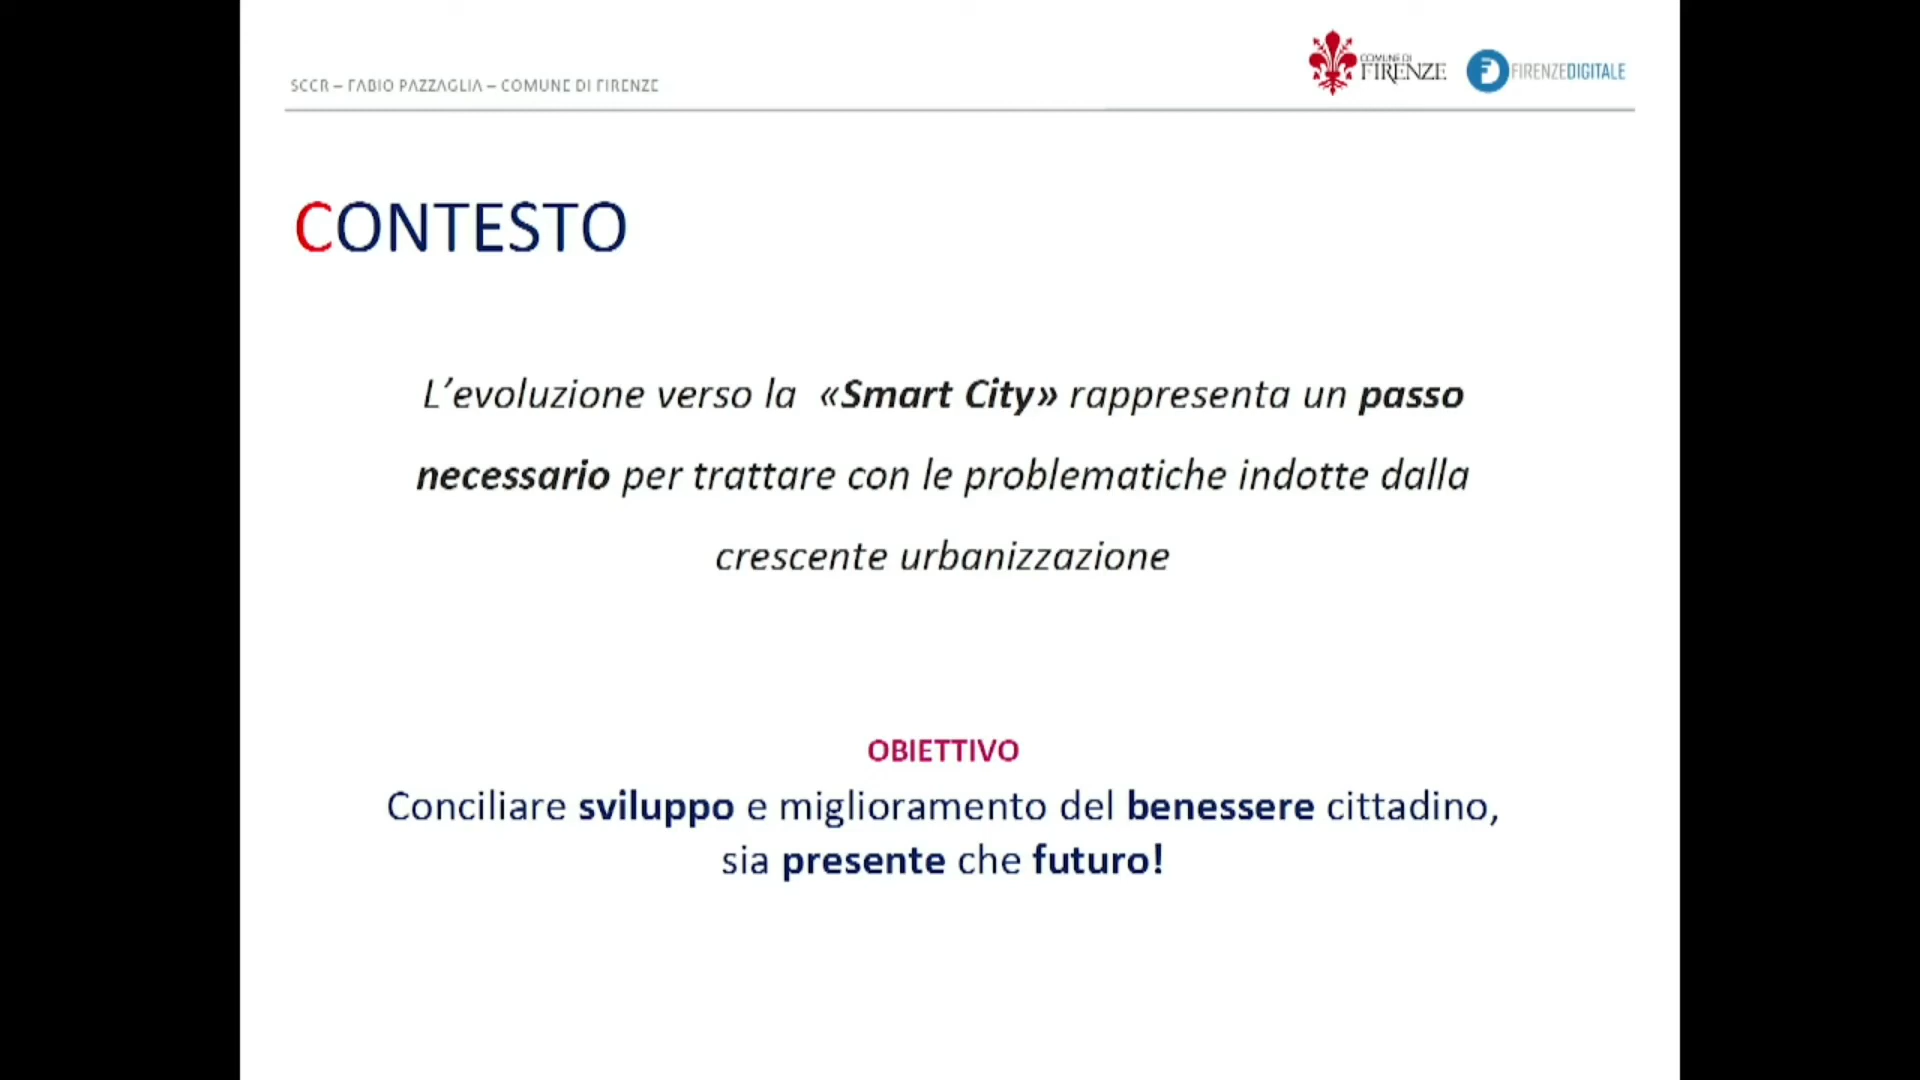 SCCR – FABIO PAZZAGLIA – COMUNE DI FIRENZE
COMUNE DI
FIRENZE
FIRENZEDIGITALE
CONTESTO
L’evoluzione verso la «Smart City» rappresenta un passo
necessario per trattare con le problematiche indotte dalla
crescente urbanizzazione
OBIETTIVO
Conciliare sviluppo e miglioramento del benessere cittadino,
sia presente che futuro!